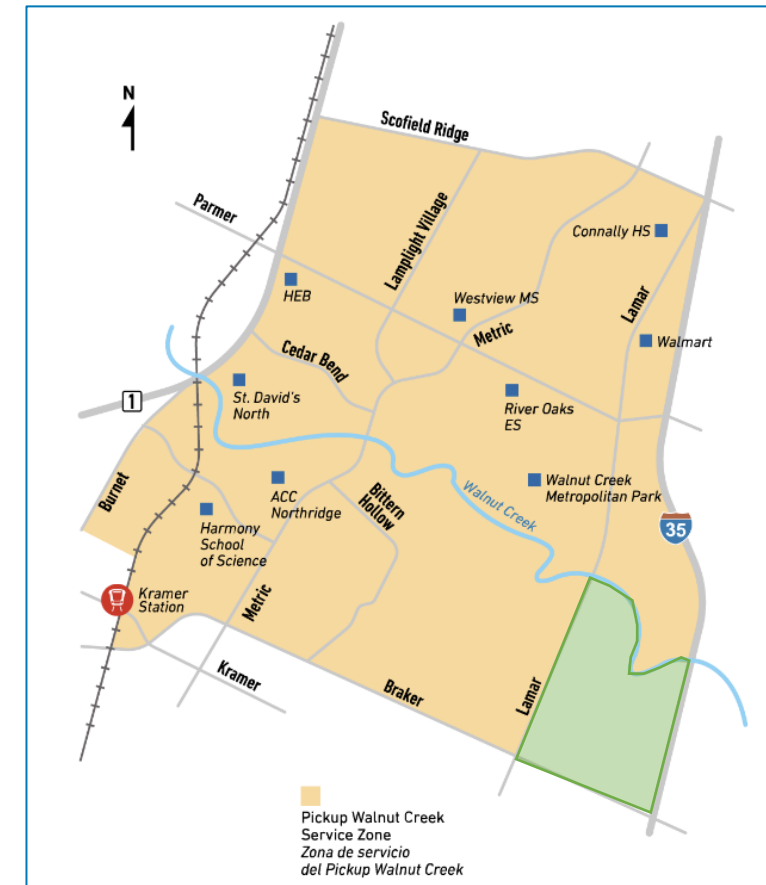 N
Scofield Ridge
Parmer
Lamplight Village
Connally HS
HEB
Westview MS
Metric
Lamar
Walmart
Cedar Bend
St. David's
North
River Oaks
ES
1
Burnet
ACC
Northridge
Bittern
Hollow
Walnut Creek
Walnut Creek
Metropolitan Park
Harmony
School
of Science
35
Kramer
Station
Metric
Kramer
Braker
Lamar
Pickup Walnut Creek
Service Zone
Zona de servicio
del Pickup Walnut Creek